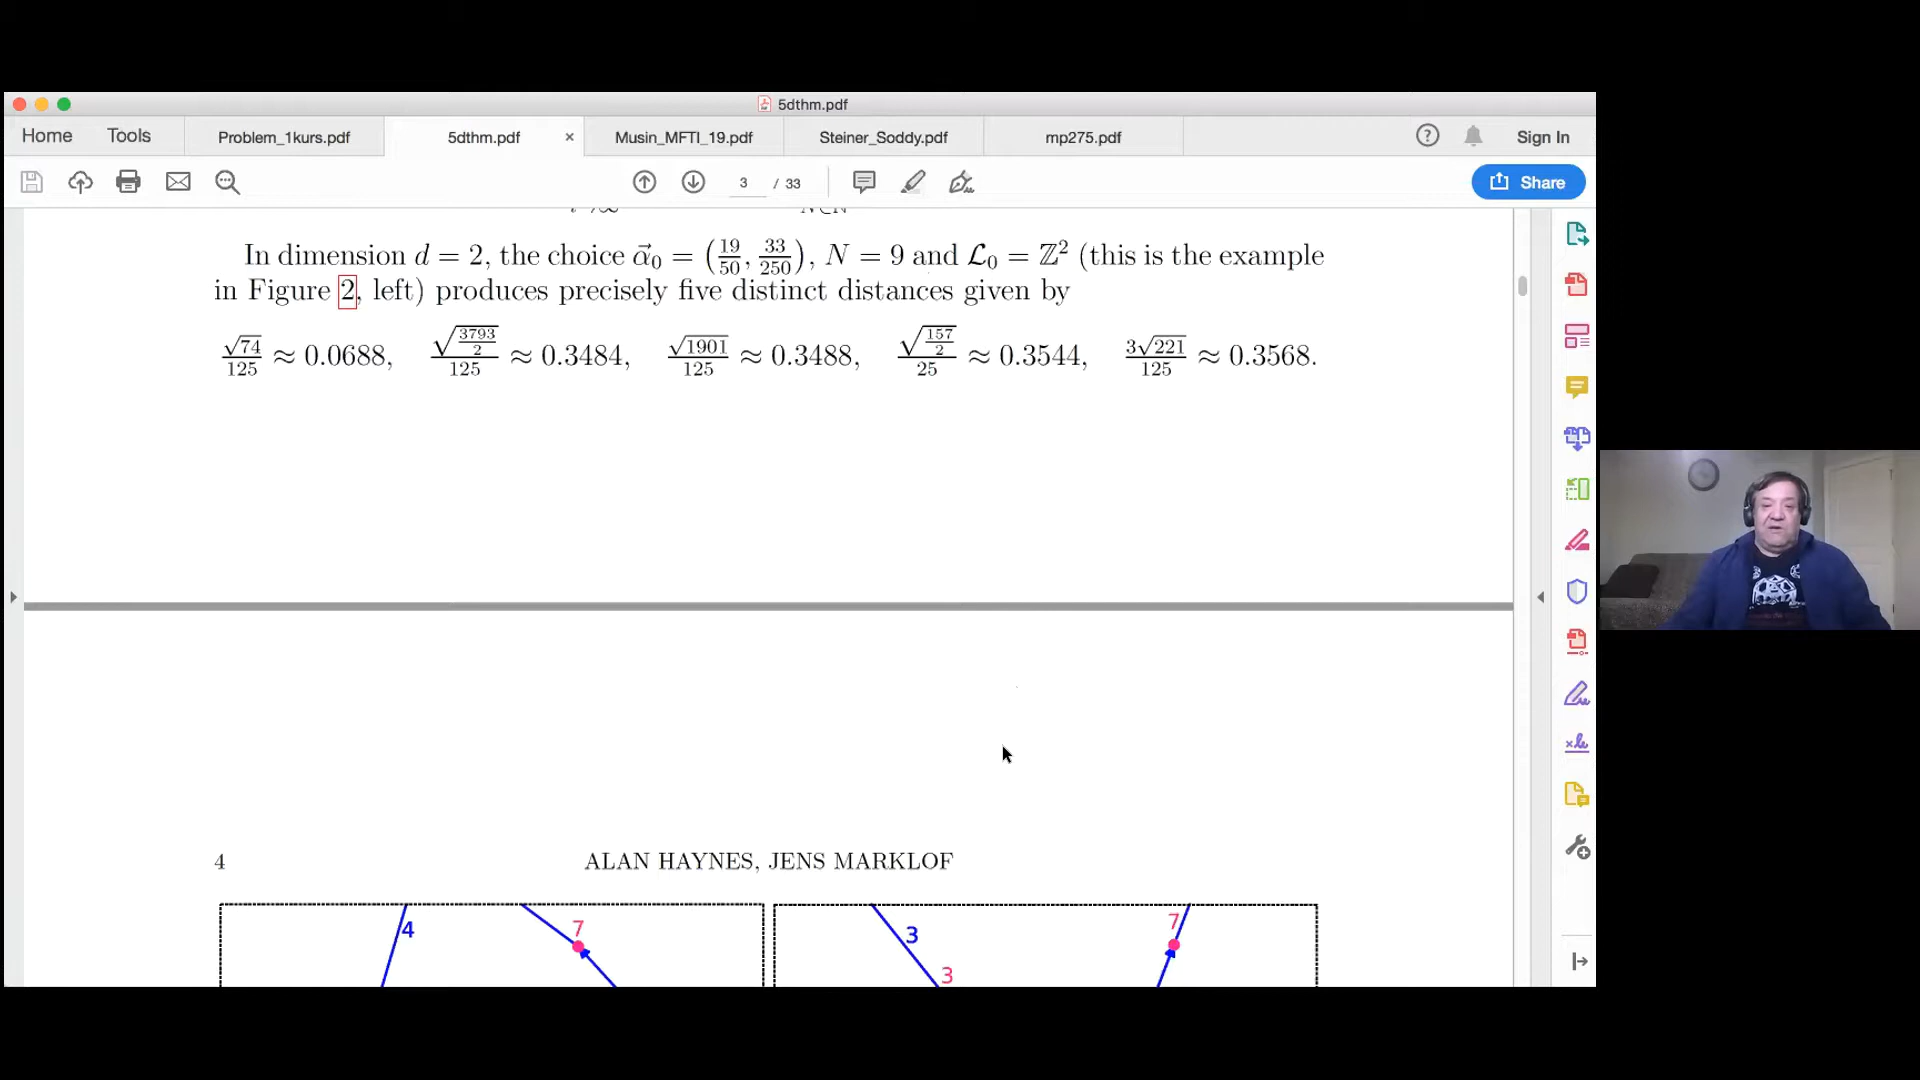 5dthm.pdf
Home Tools Problem_1kurs.pdf 5dthm.pdf × Musin_MFTI_19.pdf Steiner_Soddy.pdf mp275.pdf ? Sign In
3 / 33 Share
In dimension d = 2, the choice α⃗₀ = (19/50, 33/250), N = 9 and 𝓛₀ = ℤ² (this is the example
in Figure 2, left) produces precisely five distinct distances given by
√74/125 ≈ 0.0688, √(3793/2)/125 ≈ 0.3484, √1901/125 ≈ 0.3488, √(157/2)/25 ≈ 0.3544, 3√221/125 ≈ 0.3568.
4 ALAN HAYNES, JENS MARKLOF
4 7 3 7
3